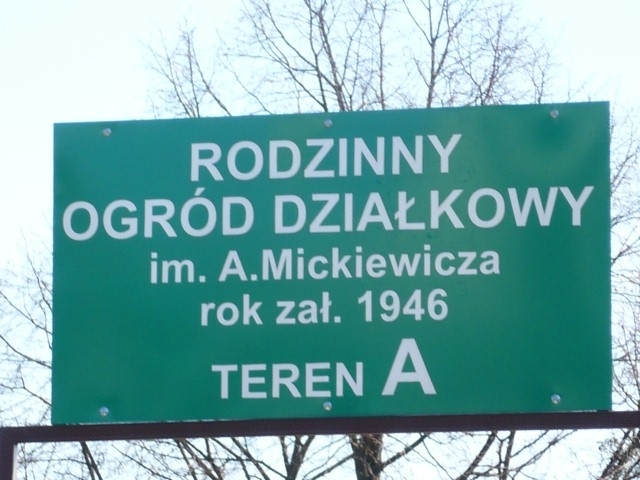 RODZINNY
OGRÓD DZIAŁKOWY
im. A.Mickiewicza
rok zał. 1946
TEREN A